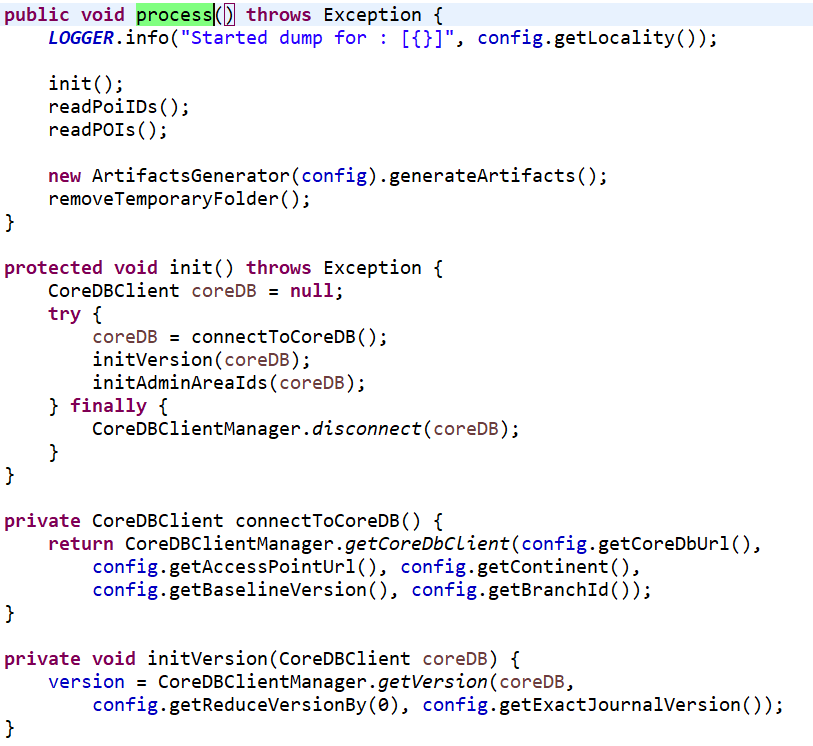 public void process() throws Exception {
    LOGGER.info("Started dump for : [{}]", config.getLocality());

    init();
    readPoiIDs();
    readPOIs();

    new ArtifactsGenerator(config).generateArtifacts();
    removeTemporaryFolder();
}

protected void init() throws Exception {
    CoreDBClient coreDB = null;
    try {
        coreDB = connectToCoreDB();
        initVersion(coreDB);
        initAdminAreaIds(coreDB);
    } finally {
        CoreDBClientManager.disconnect(coreDB);
    }
}

private CoreDBClient connectToCoreDB() {
    return CoreDBClientManager.getCoreDbClient(config.getCoreDbUrl(),
        config.getAccessPointUrl(), config.getContinent(),
        config.getBaselineVersion(), config.getBranchId());
}

private void initVersion(CoreDBClient coreDB) {
    version = CoreDBClientManager.getVersion(coreDB,
        config.getReduceVersionBy(0), config.getExactJournalVersion());
}